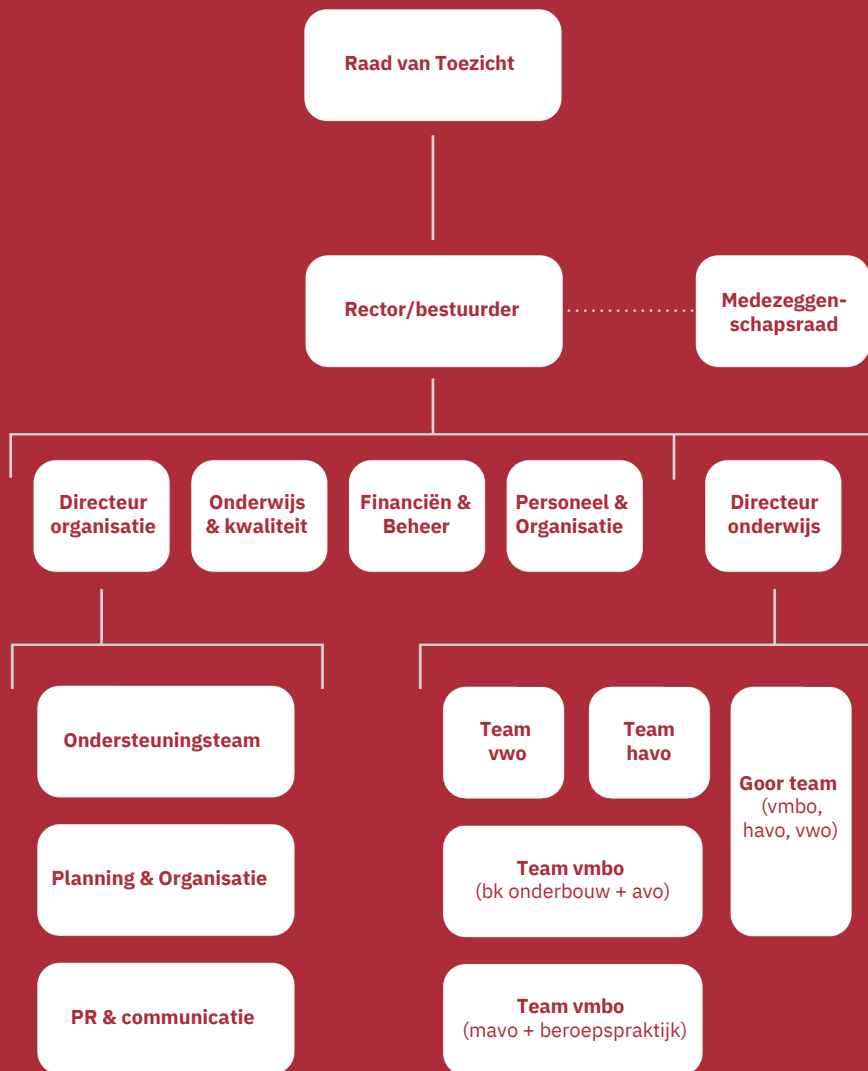 Raad van Toezicht
Rector/bestuurder
Medezeggen-
schapsraad
Directeur
organisatie
Onderwijs
& kwaliteit
Financiën &
Beheer
Personeel &
Organisatie
Directeur
onderwijs
Ondersteuningsteam
Planning & Organisatie
PR & communicatie
Team
vwo
Team
havo
Goor team
(vmbo,
havo, vwo)
Team vmbo
(bk onderbouw + avo)
Team vmbo
(mavo + beroepspraktijk)